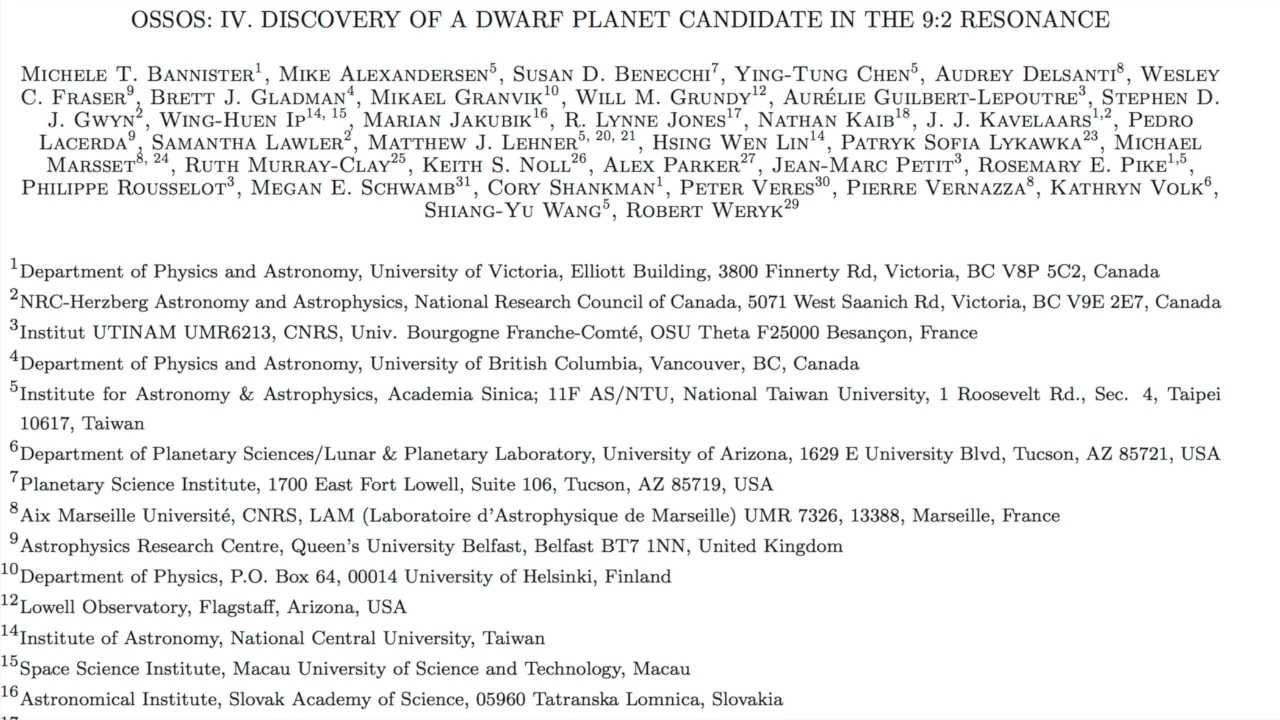 OSSOS: IV. DISCOVERY OF A DWARF PLANET CANDIDATE IN THE 9:2 RESONANCE
MICHELE T. BANNISTER1, MIKE ALEXANDERSEN5, SUSAN D. BENECCHI7, YING-TUNG CHEN5, AUDREY DELSANTI8, WESLEY
C. FRASER9, BRETT J. GLADMAN4, MIKAEL GRANVIK10, WILL M. GRUNDY12, AURÉLIE GUILBERT-LEPOUTRE3, STEPHEN D.
J. GWYN2, WING-HUEN IP14, 15, MARIAN JAKUBIK16, R. LYNNE JONES17, NATHAN KAIB18, J. J. KAVELAARS1,2, PEDRO
LACERDA9, SAMANTHA LAWLER2, MATTHEW J. LEHNER5, 20, 21, HSING WEN LIN14, PATRYK SOFIA LYKAWKA23, MICHAEL
MARSSET8, 24, RUTH MURRAY-CLAY25, KEITH S. NOLL26, ALEX PARKER27, JEAN-MARC PETIT3, ROSEMARY E. PIKE1,5,
PHILIPPE ROUSSELOT3, MEGAN E. SCHWAMB31, CORY SHANKMAN1, PETER VERES30, PIERRE VERNAZZA8, KATHRYN VOLK6,
SHIANG-YU WANG5, ROBERT WERYK29
1Department of Physics and Astronomy, University of Victoria, Elliott Building, 3800 Finnerty Rd, Victoria, BC V8P 5C2, Canada
2NRC-Herzberg Astronomy and Astrophysics, National Research Council of Canada, 5071 West Saanich Rd, Victoria, BC V9E 2E7, Canada
3Institut UTINAM UMR6213, CNRS, Univ. Bourgogne Franche-Comté, OSU Theta F25000 Besançon, France
4Department of Physics and Astronomy, University of British Columbia, Vancouver, BC, Canada
5Institute for Astronomy & Astrophysics, Academia Sinica; 11F AS/NTU, National Taiwan University, 1 Roosevelt Rd., Sec. 4, Taipei
10617, Taiwan
6Department of Planetary Sciences/Lunar & Planetary Laboratory, University of Arizona, 1629 E University Blvd, Tucson, AZ 85721, USA
7Planetary Science Institute, 1700 East Fort Lowell, Suite 106, Tucson, AZ 85719, USA
8Aix Marseille Université, CNRS, LAM (Laboratoire d'Astrophysique de Marseille) UMR 7326, 13388, Marseille, France
9Astrophysics Research Centre, Queen's University Belfast, Belfast BT7 1NN, United Kingdom
10Department of Physics, P.O. Box 64, 00014 University of Helsinki, Finland
12Lowell Observatory, Flagstaff, Arizona, USA
14Institute of Astronomy, National Central University, Taiwan
15Space Science Institute, Macau University of Science and Technology, Macau
16Astronomical Institute, Slovak Academy of Science, 05960 Tatranska Lomnica, Slovakia